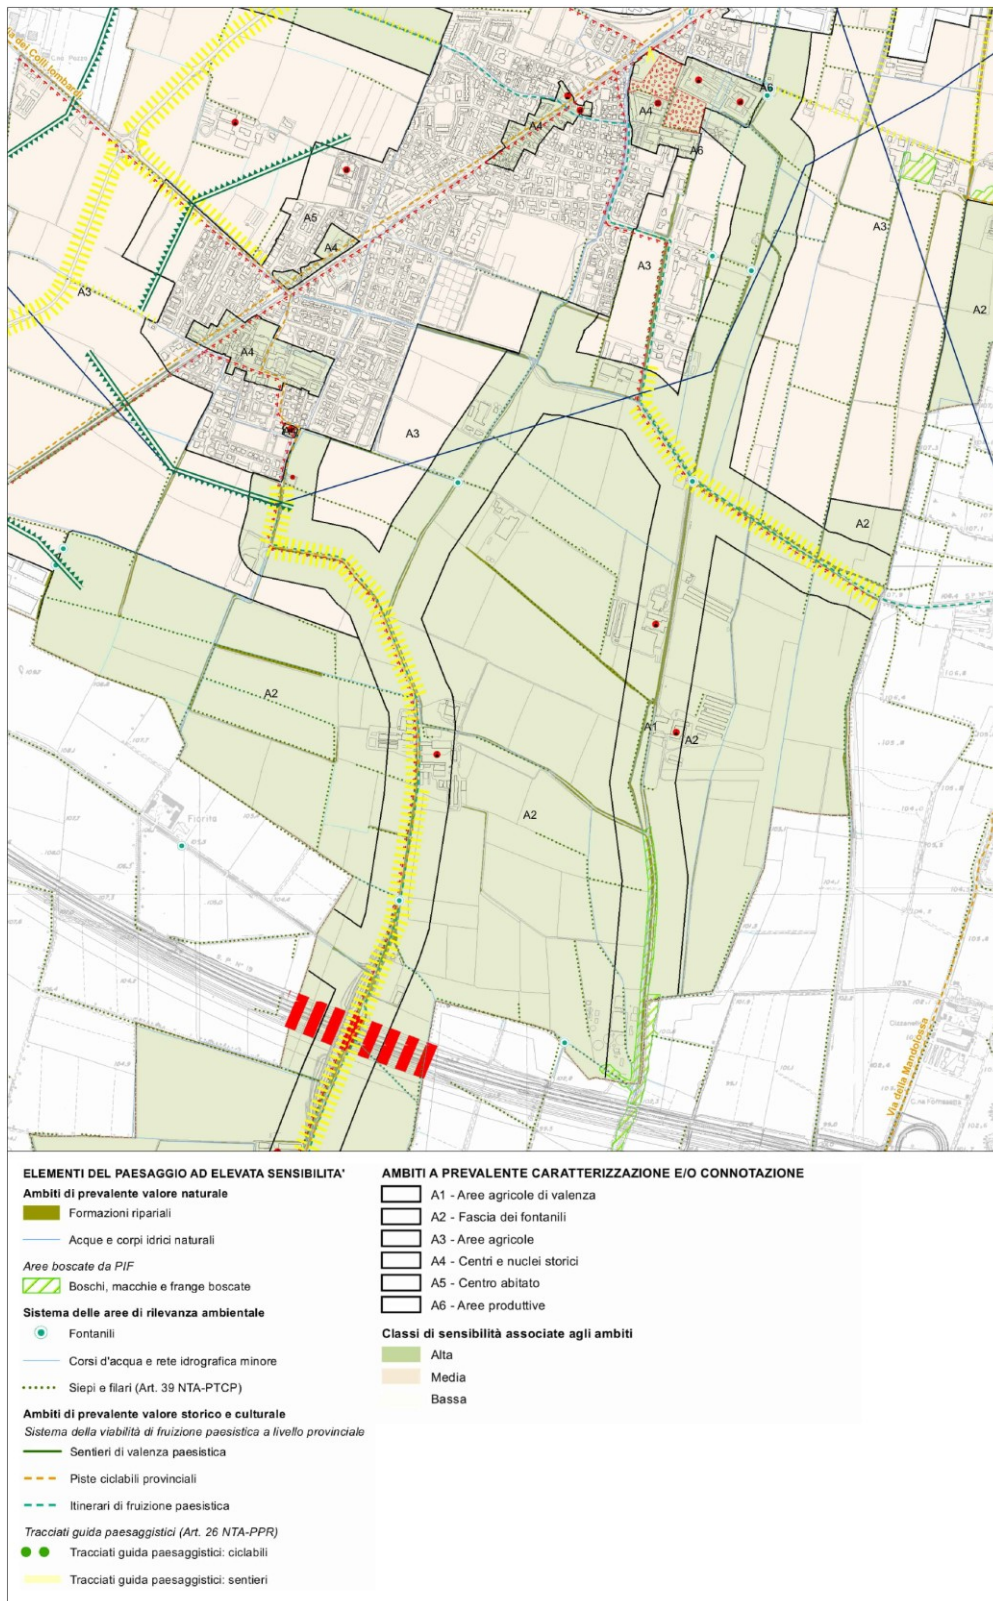 ia dei Colli lombardi
C.na Pozza
A6
A4
A4
A6
A5
A4
A3
A3
A3
A2
A4
A3
A2
A2
A1
A2
A2
Fiorita
Via della Mandolossa
ELEMENTI DEL PAESAGGIO AD ELEVATA SENSIBILITA'
Ambiti di prevalente valore naturale
Formazioni ripariali
Acque e corpi idrici naturali
Aree boscate da PIF
Boschi, macchie e frange boscate
Sistema delle aree di rilevanza ambientale
Fontanili
Corsi d'acqua e rete idrografica minore
Siepi e filari (Art. 39 NTA-PTCP)
Ambiti di prevalente valore storico e culturale
Sistema della viabilità di fruizione paesistica a livello provinciale
Sentieri di valenza paesistica
Piste ciclabili provinciali
Itinerari di fruizione paesistica
Tracciati guida paesaggistici (Art. 26 NTA-PPR)
Tracciati guida paesaggistici: ciclabili
Tracciati guida paesaggistici: sentieri
AMBITI A PREVALENTE CARATTERIZZAZIONE E/O CONNOTAZIONE
A1 - Aree agricole di valenza
A2 - Fascia dei fontanili
A3 - Aree agricole
A4 - Centri e nuclei storici
A5 - Centro abitato
A6 - Aree produttive
Classi di sensibilità associate agli ambiti
Alta
Media
Bassa